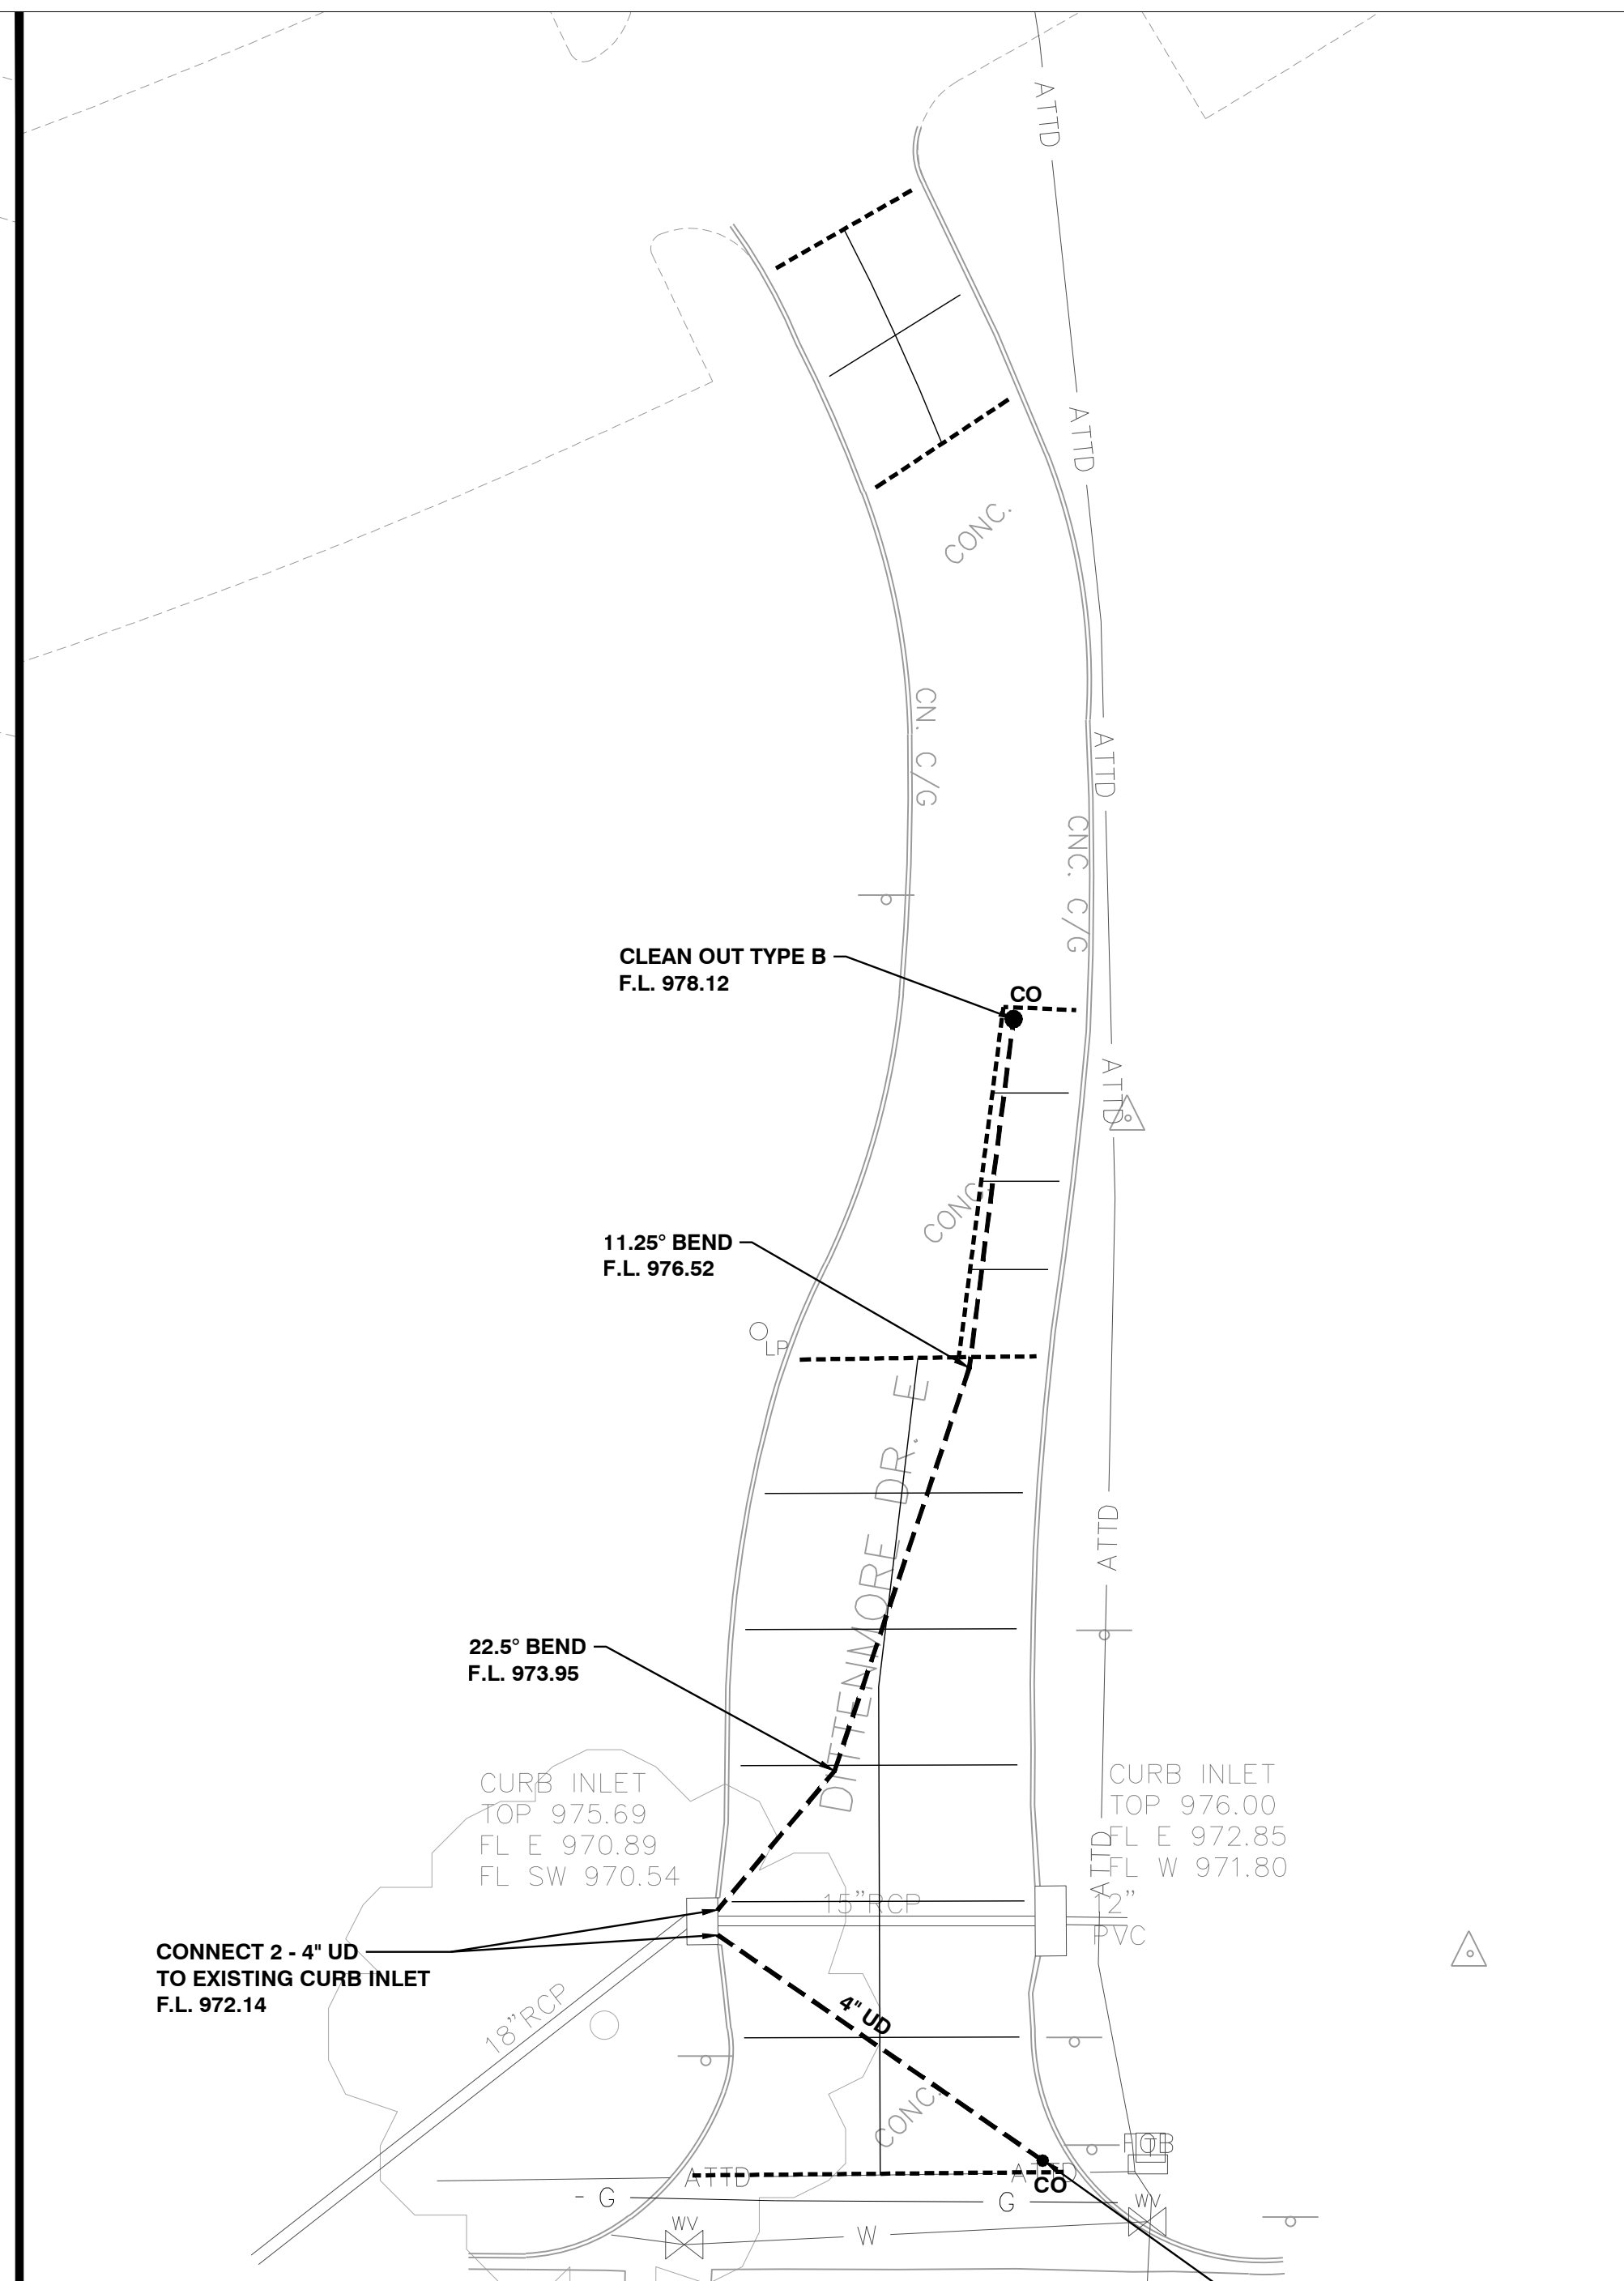 ATTD
ATTD
CONC.
CN. C/G
ATTD
CNC. C/G
CLEAN OUT TYPE B
F.L. 978.12
CO
ATTD
CONC.
11.25° BEND
F.L. 976.52
LP
DITTENMORE DR. E
ATTD
22.5° BEND
F.L. 973.95
CURB INLET
TOP 975.69
FL E 970.89
FL SW 970.54
CURB INLET
TOP 976.00
FL E 972.85
FL W 971.80
ATTD
15"RCP
12"
PVC
CONNECT 2 - 4" UD
TO EXISTING CURB INLET
F.L. 972.14
18"RCP
4" UD
CONC.
ATTD
ATTD
CO
G
G
WV
WV
W